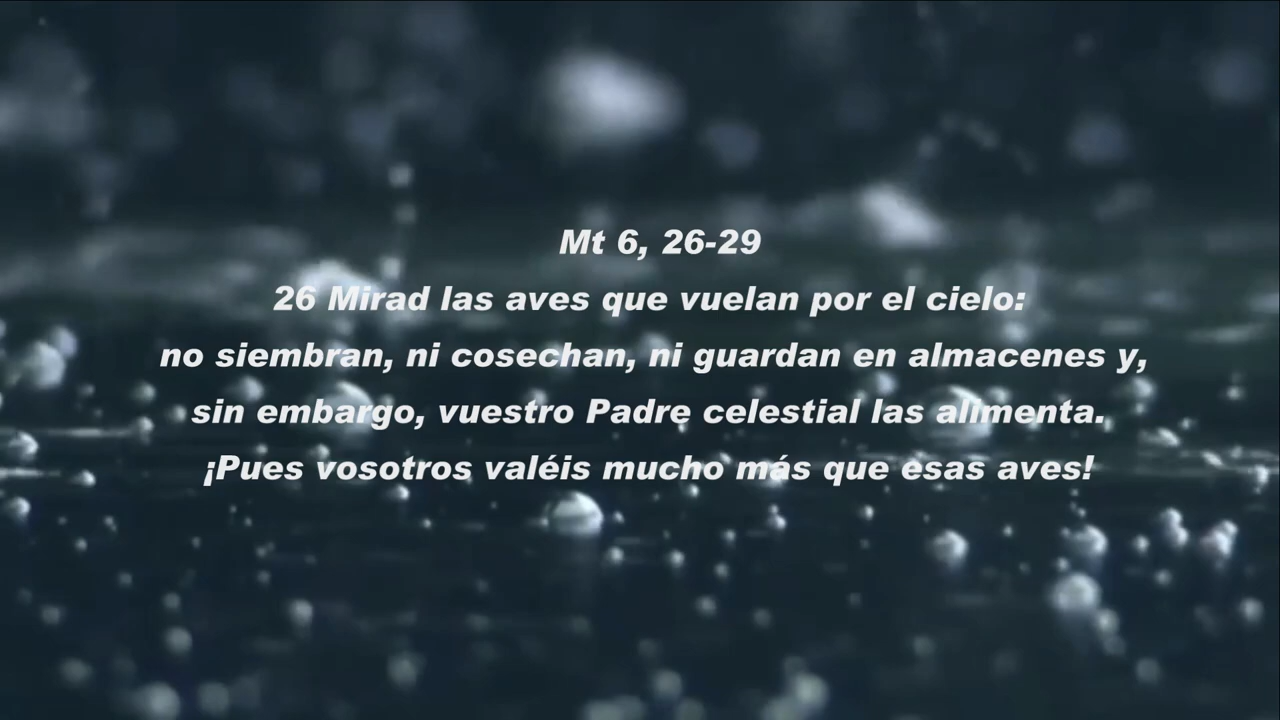 Mt 6, 26-29
26 Mirad las aves que vuelan por el cielo:
no siembran, ni cosechan, ni guardan en almacenes y,
sin embargo, vuestro Padre celestial las alimenta.
¡Pues vosotros valéis mucho más que esas aves!